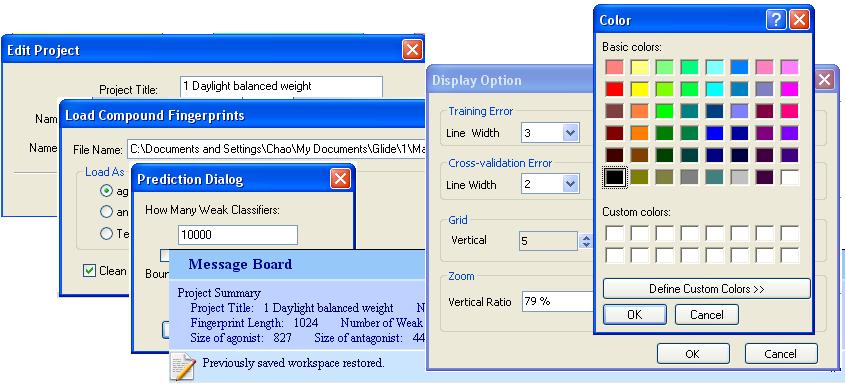 Edit Project
Project Title: 1 Daylight balanced weight
Name
Name
Load Compound Fingerprints
File Name: C:\Documents and Settings\Chao\My Documents\Glide\1\Ma
Load As
ag
an
Te
Clean
Prediction Dialog
How Many Weak Classifiers:
10000
Boun
Message Board
Project Summary
Project Title: 1 Daylight balanced weight N
Fingerprint Length: 1024 Number of Weak
Size of agonist: 827 Size of antagonist: 44
Previously saved workspace restored.
Display Option
Training Error
Line Width 3
Cross-validation Error
Line Width 2
Grid
Vertical 5
Zoom
Vertical Ratio 79 %
OK Cancel
Color
Basic colors:
Custom colors:
Define Custom Colors >>
OK Cancel